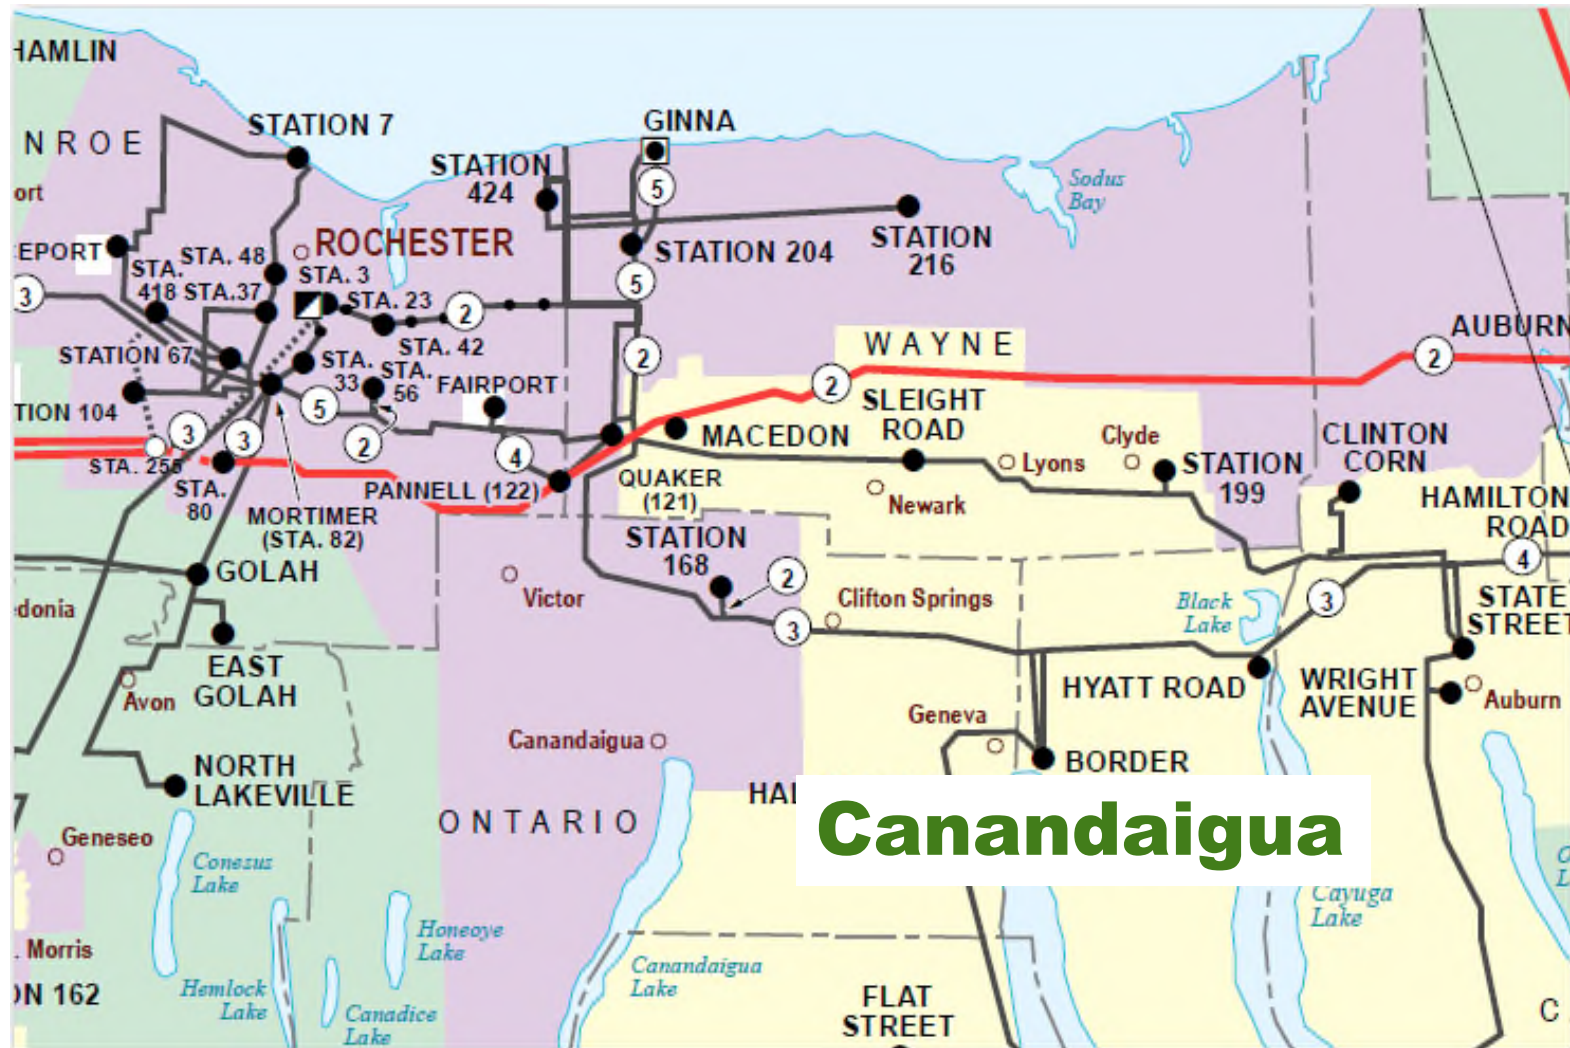 HAMLIN
NROE
STATION 7
GINNA
STATION
424
Sodus
Bay
ort
ROCHESTER
STATION 204
STATION
216
EPORT
STA. 48
STA.
418
STA.37
STA. 3
STA. 23
STA. 42
5
5
3
2
2
2
2
WAYNE
AUBURN
STATION 67
STA.
33
STA.
56
FAIRPORT
TION 104
5
2
3
3
4
STA. 255
STA.
80
MORTIMER
(STA. 82)
PANNELL (122)
QUAKER
(121)
MACEDON
SLEIGHT
ROAD
Lyons
Clyde
Newark
STATION
199
CLINTON
CORN
HAMILTON
ROAD
4
GOLAH
edonia
Victor
STATION
168
2
3
Clifton Springs
Black
Lake
3
STATE
STREET
EAST
GOLAH
Avon
HYATT ROAD
WRIGHT
AVENUE
Auburn
Canandaigua
Geneva
BORDER
NORTH
LAKEVILLE
HAL
ONTARIO
Canandaigua
Geneseo
Conesus
Lake
Honeoye
Lake
Cayuga
Lake
. Morris
ON 162
Hemlock
Lake
Canadice
Lake
Canandaigua
Lake
FLAT
STREET
O
L
C